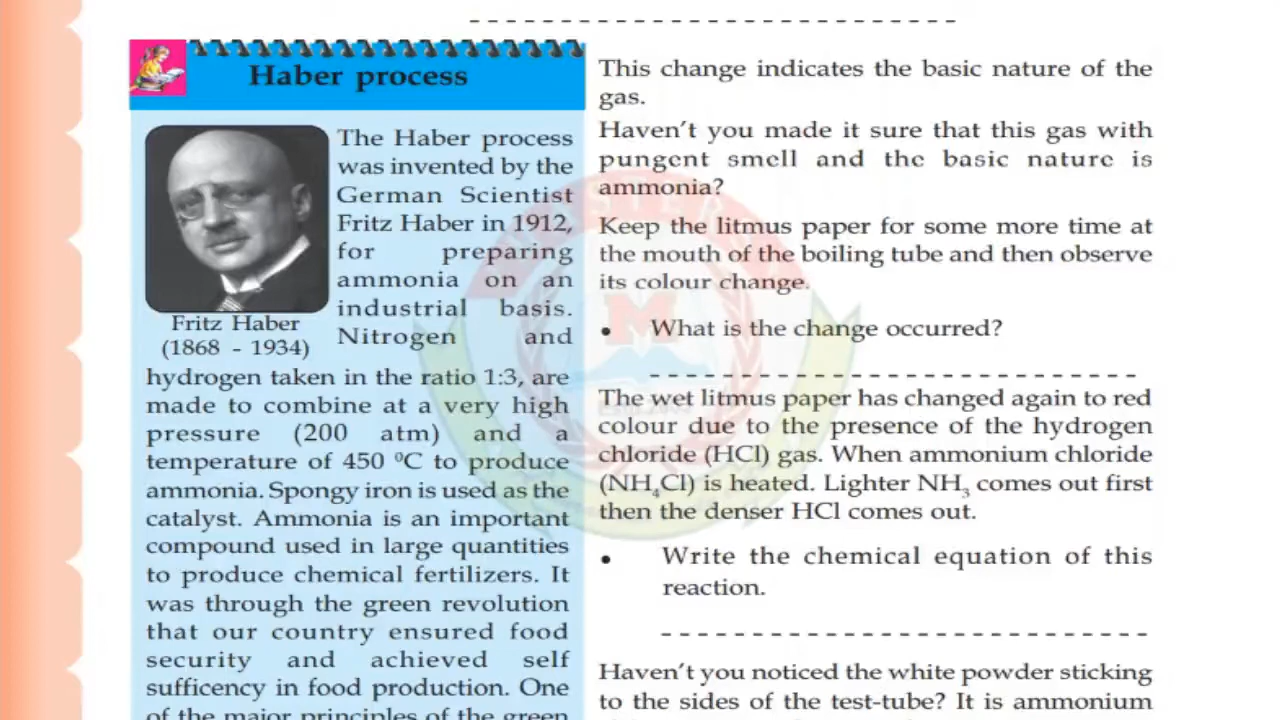 Haber process
The Haber process
was invented by the
German Scientist
Fritz Haber in 1912,
for preparing
ammonia on an
industrial basis.
Nitrogen and
Fritz Haber
(1868 - 1934)
hydrogen taken in the ratio 1:3, are
made to combine at a very high
pressure (200 atm) and a
temperature of 450 ⁰C to produce
ammonia. Spongy iron is used as the
catalyst. Ammonia is an important
compound used in large quantities
to produce chemical fertilizers. It
was through the green revolution
that our country ensured food
security and achieved self
sufficency in food production. One
of the major principles of the green
This change indicates the basic nature of the
gas.
Haven't you made it sure that this gas with
pungent smell and the basic nature is
ammonia?
Keep the litmus paper for some more time at
the mouth of the boiling tube and then observe
its colour change.
• What is the change occurred?
The wet litmus paper has changed again to red
colour due to the presence of the hydrogen
chloride (HCl) gas. When ammonium chloride
(NH₄Cl) is heated. Lighter NH₃ comes out first
then the denser HCl comes out.
• Write the chemical equation of this
reaction.
Haven't you noticed the white powder sticking
to the sides of the test-tube? It is ammonium